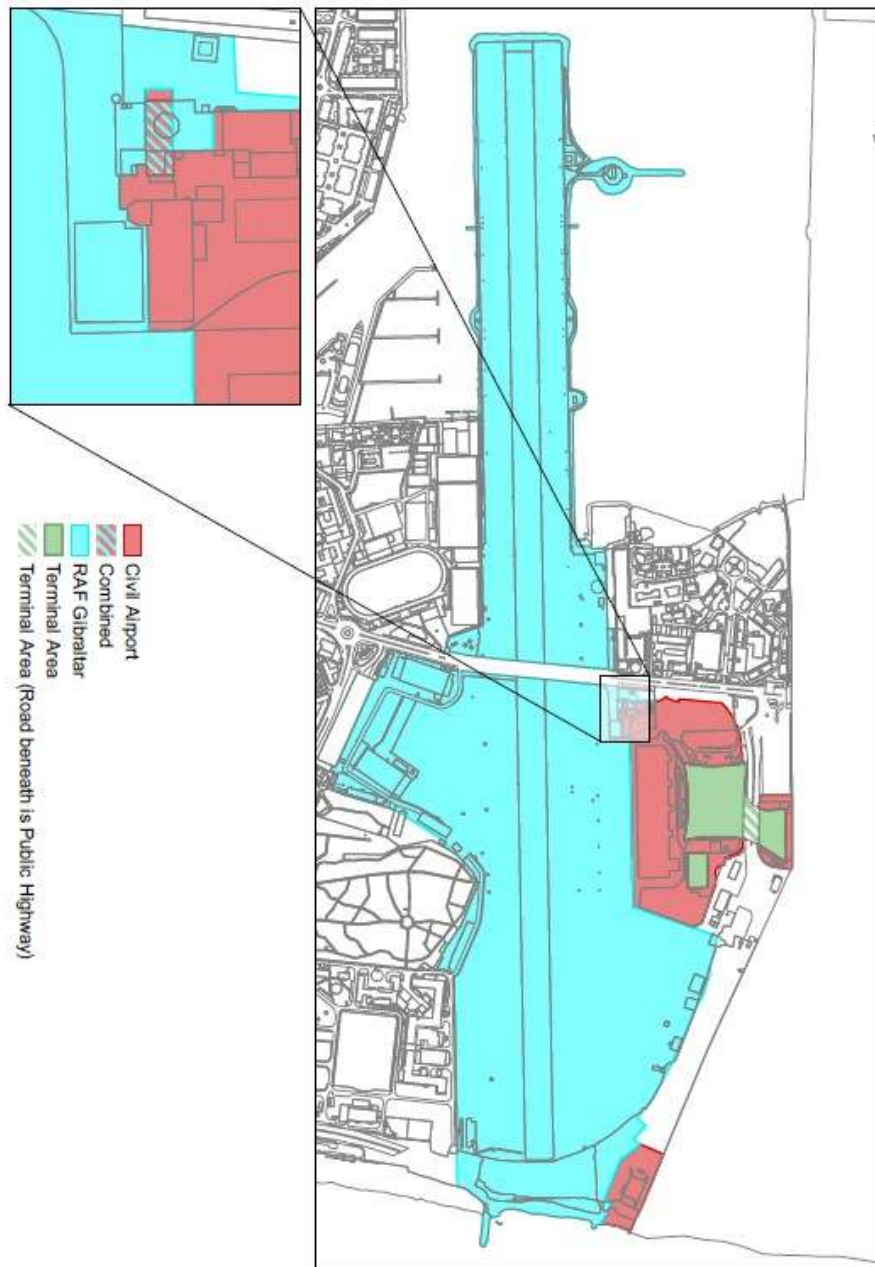 Civil Airport
Combined
RAF Gibraltar
Terminal Area
Terminal Area (Road beneath is Public Highway)